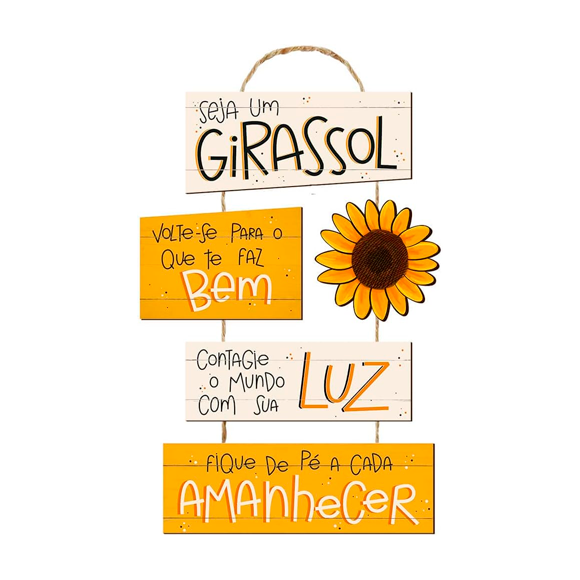 SeJA UM
GiRASSOL
VOLTE-Se PARA O
QUe te FAZ
Bem
CONTAGIe
O MUNDO
COM SUA
LUZ
FIQUe De Pé A CADA
AMANheCeR